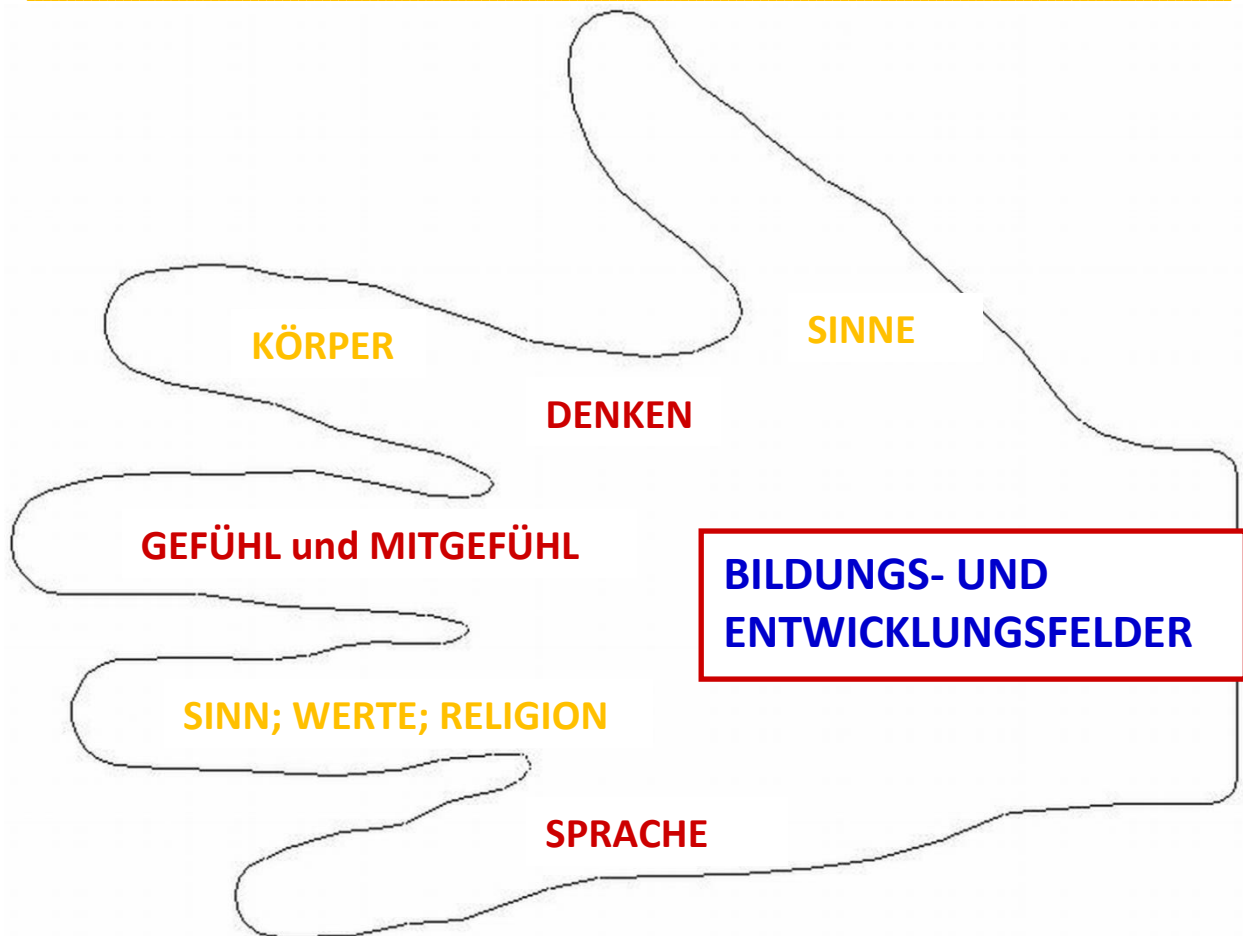 KÖRPER
SINNE
DENKEN
GEFÜHL und MITGEFÜHL
BILDUNGS- UND
ENTWICKLUNGSFELDER
SINN; WERTE; RELIGION
SPRACHE